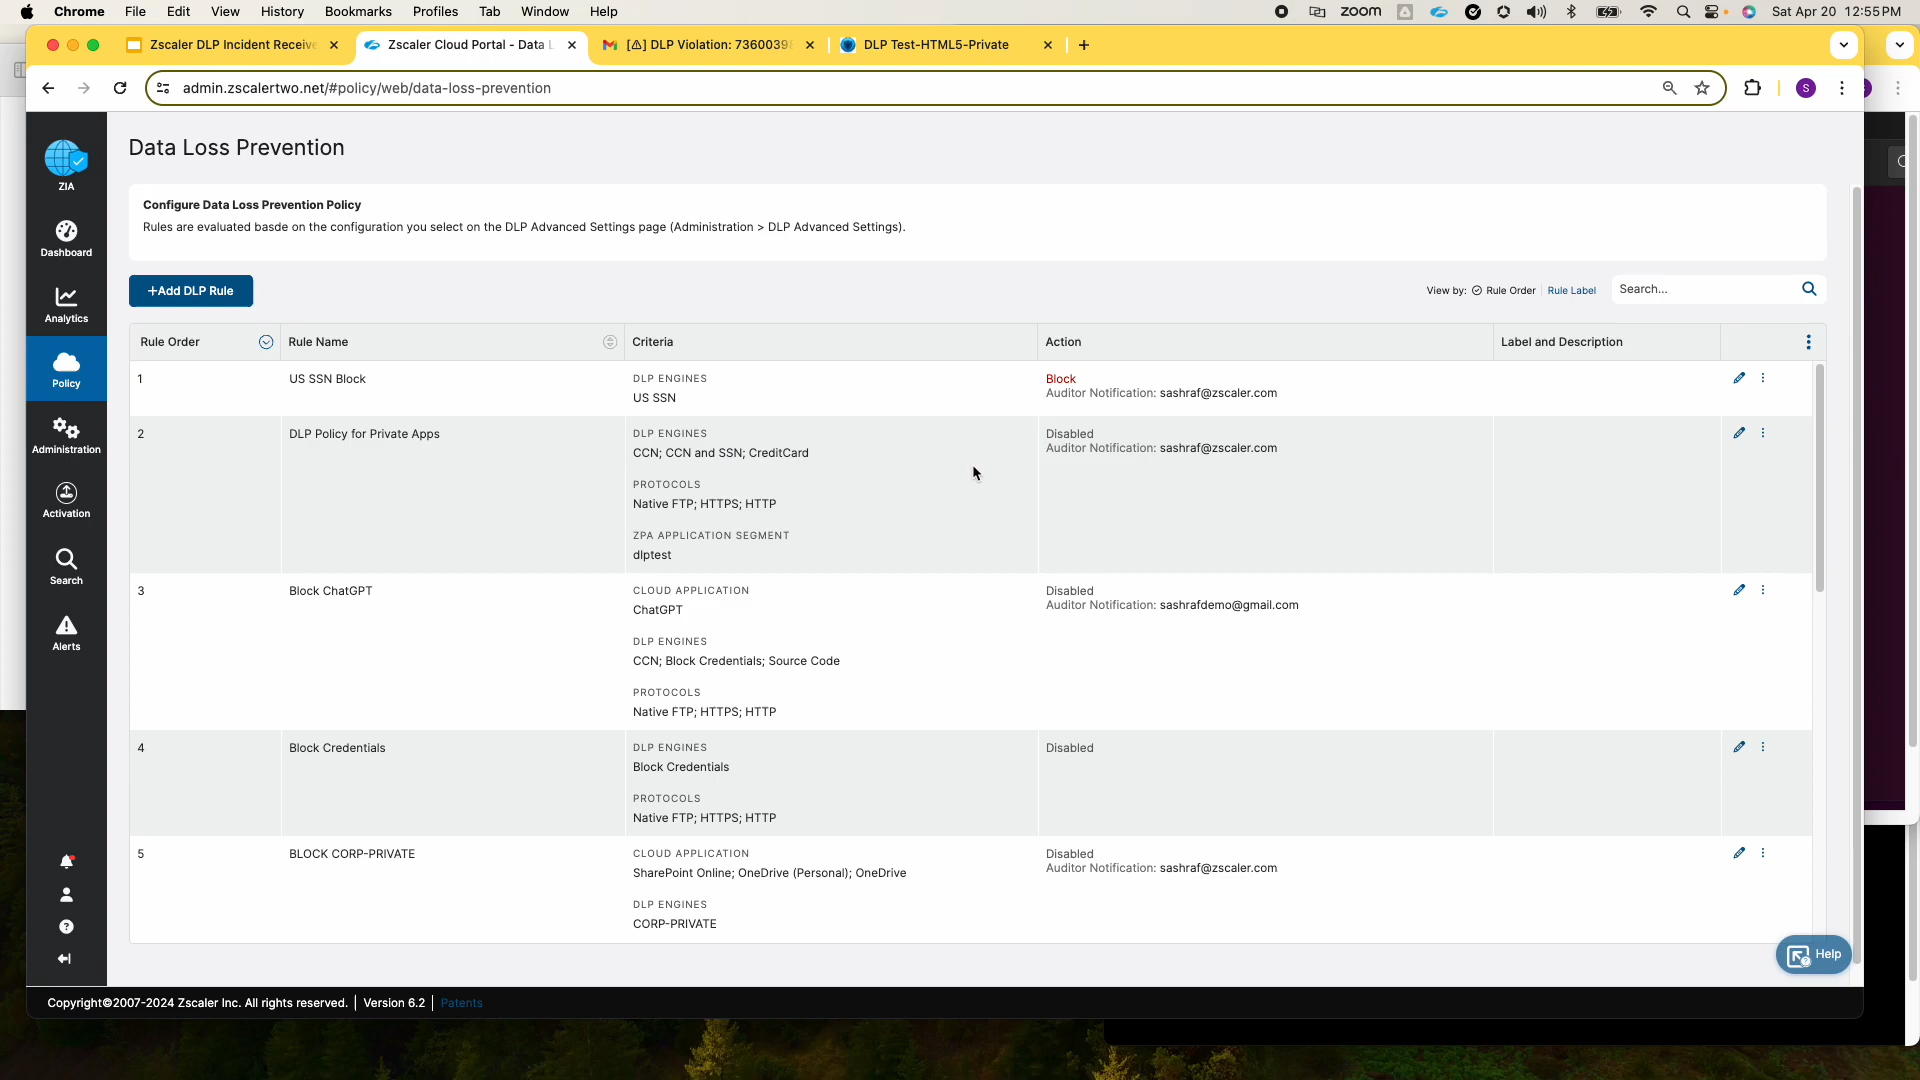 Chrome File Edit View History Bookmarks Profiles Tab Window Help zoom Sat Apr 20 12:55 PM
Zscaler DLP Incident Receive Zscaler Cloud Portal - Data L [⚠] DLP Violation: 7360039 DLP Test-HTML5-Private
admin.zscalertwo.net/#policy/web/data-loss-prevention S
ZIA
Dashboard
Analytics
Policy
Administration
Activation
Search
Alerts
Data Loss Prevention
Configure Data Loss Prevention Policy
Rules are evaluated basde on the configuration you select on the DLP Advanced Settings page (Administration > DLP Advanced Settings).
+Add DLP Rule View by: Rule Order Rule Label Search...
Rule Order Rule Name Criteria Action Label and Description
1 US SSN Block DLP ENGINES Block
US SSN Auditor Notification: sashraf@zscaler.com
2 DLP Policy for Private Apps DLP ENGINES Disabled
CCN; CCN and SSN; CreditCard Auditor Notification: sashraf@zscaler.com
PROTOCOLS
Native FTP; HTTPS; HTTP
ZPA APPLICATION SEGMENT
dlptest
3 Block ChatGPT CLOUD APPLICATION Disabled
ChatGPT Auditor Notification: sashrafdemo@gmail.com
DLP ENGINES
CCN; Block Credentials; Source Code
PROTOCOLS
Native FTP; HTTPS; HTTP
4 Block Credentials DLP ENGINES Disabled
Block Credentials
PROTOCOLS
Native FTP; HTTPS; HTTP
5 BLOCK CORP-PRIVATE CLOUD APPLICATION Disabled
SharePoint Online; OneDrive (Personal); OneDrive Auditor Notification: sashraf@zscaler.com
DLP ENGINES
CORP-PRIVATE
Help
Copyright©2007-2024 Zscaler Inc. All rights reserved. | Version 6.2 | Patents